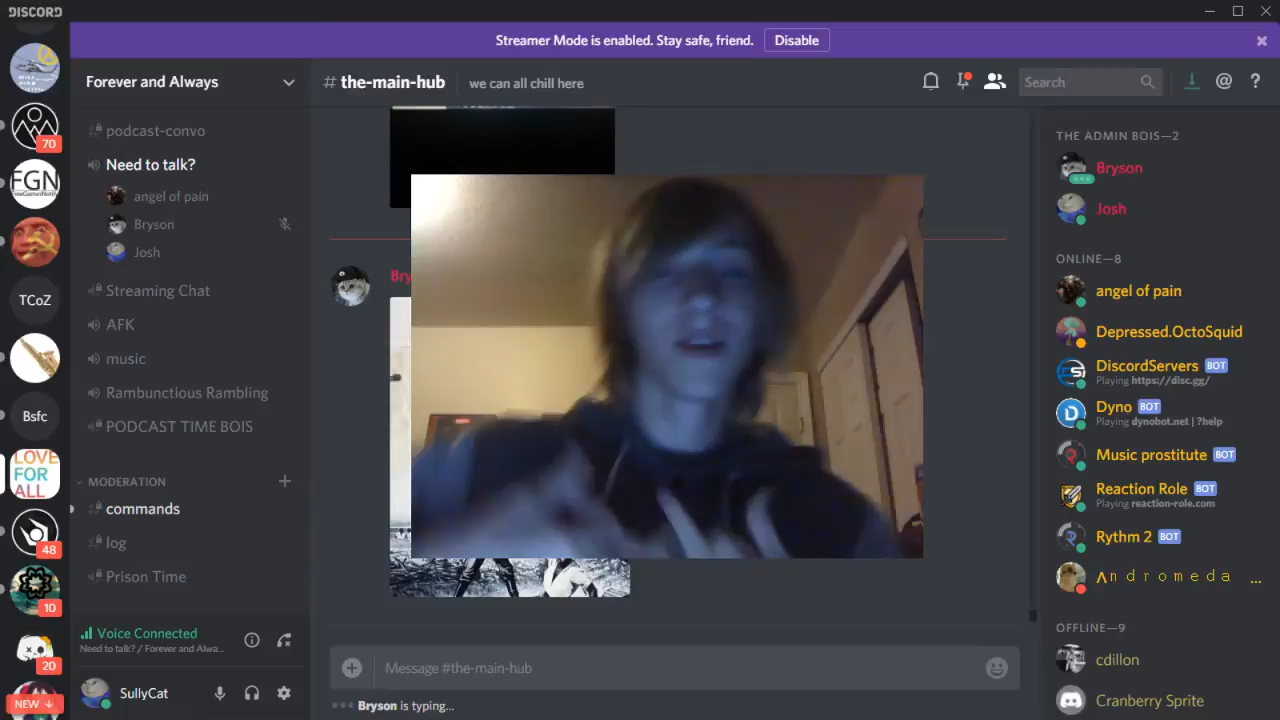 DISCORD
Streamer Mode is enabled. Stay safe, friend.
Disable
Forever and Always
# the-main-hub
we can all chill here
Search
70
FGN
TCoZ
Bsfc
LOVE
FOR
ALL
48
10
20
NEW
podcast-convo
Need to talk?
angel of pain
Bryson
Josh
Streaming Chat
AFK
music
Rambunctious Rambling
PODCAST TIME BOIS
MODERATION
commands
log
Prison Time
Voice Connected
Need to talk? / Forever and Alwa...
SullyCat
Bry
Message #the-main-hub
Bryson is typing...
THE ADMIN BOIS—2
Bryson
Josh
ONLINE—8
angel of pain
Depressed.OctoSquid
DiscordServers BOT
Playing https://disc.gg/
Dyno BOT
Playing dynobot.net | ?help
Music prostitute BOT
Reaction Role BOT
Playing reaction-role.com
Rythm 2 BOT
Λｎｄｒｏｍｅｄａ ...
OFFLINE—9
cdillon
Cranberry Sprite